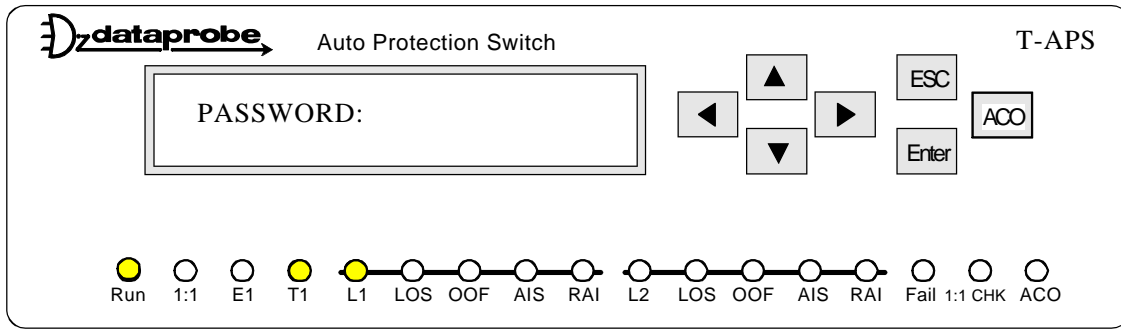 dataprobe
Auto Protection Switch
T-APS
PASSWORD:
ESC
ACO
Enter
Run 1:1 E1 T1 L1 LOS OOF AIS RAI L2 LOS OOF AIS RAI Fail 1:1 CHK ACO